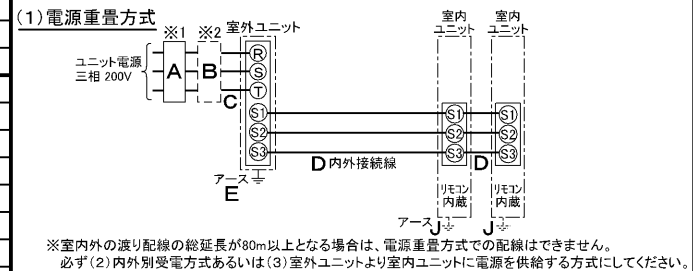 (1)電源重畳方式
※1 ※2
室外ユニット
室内ユニット
室内ユニット
ユニット電源
三相 200V
A
B
C
R
S
T
S1
S2
S3
S1
S2
S3
S1
S2
S3
D 内外接続線
D
アース
E
リモコン内蔵
リモコン内蔵
アース J
J
※室内外の渡り配線の総延長が80m以上となる場合は、電源重畳方式での配線はできません。
必ず(2)内外別受電方式あるいは(3)室外ユニットより室内ユニットに電源を供給する方式にしてください。